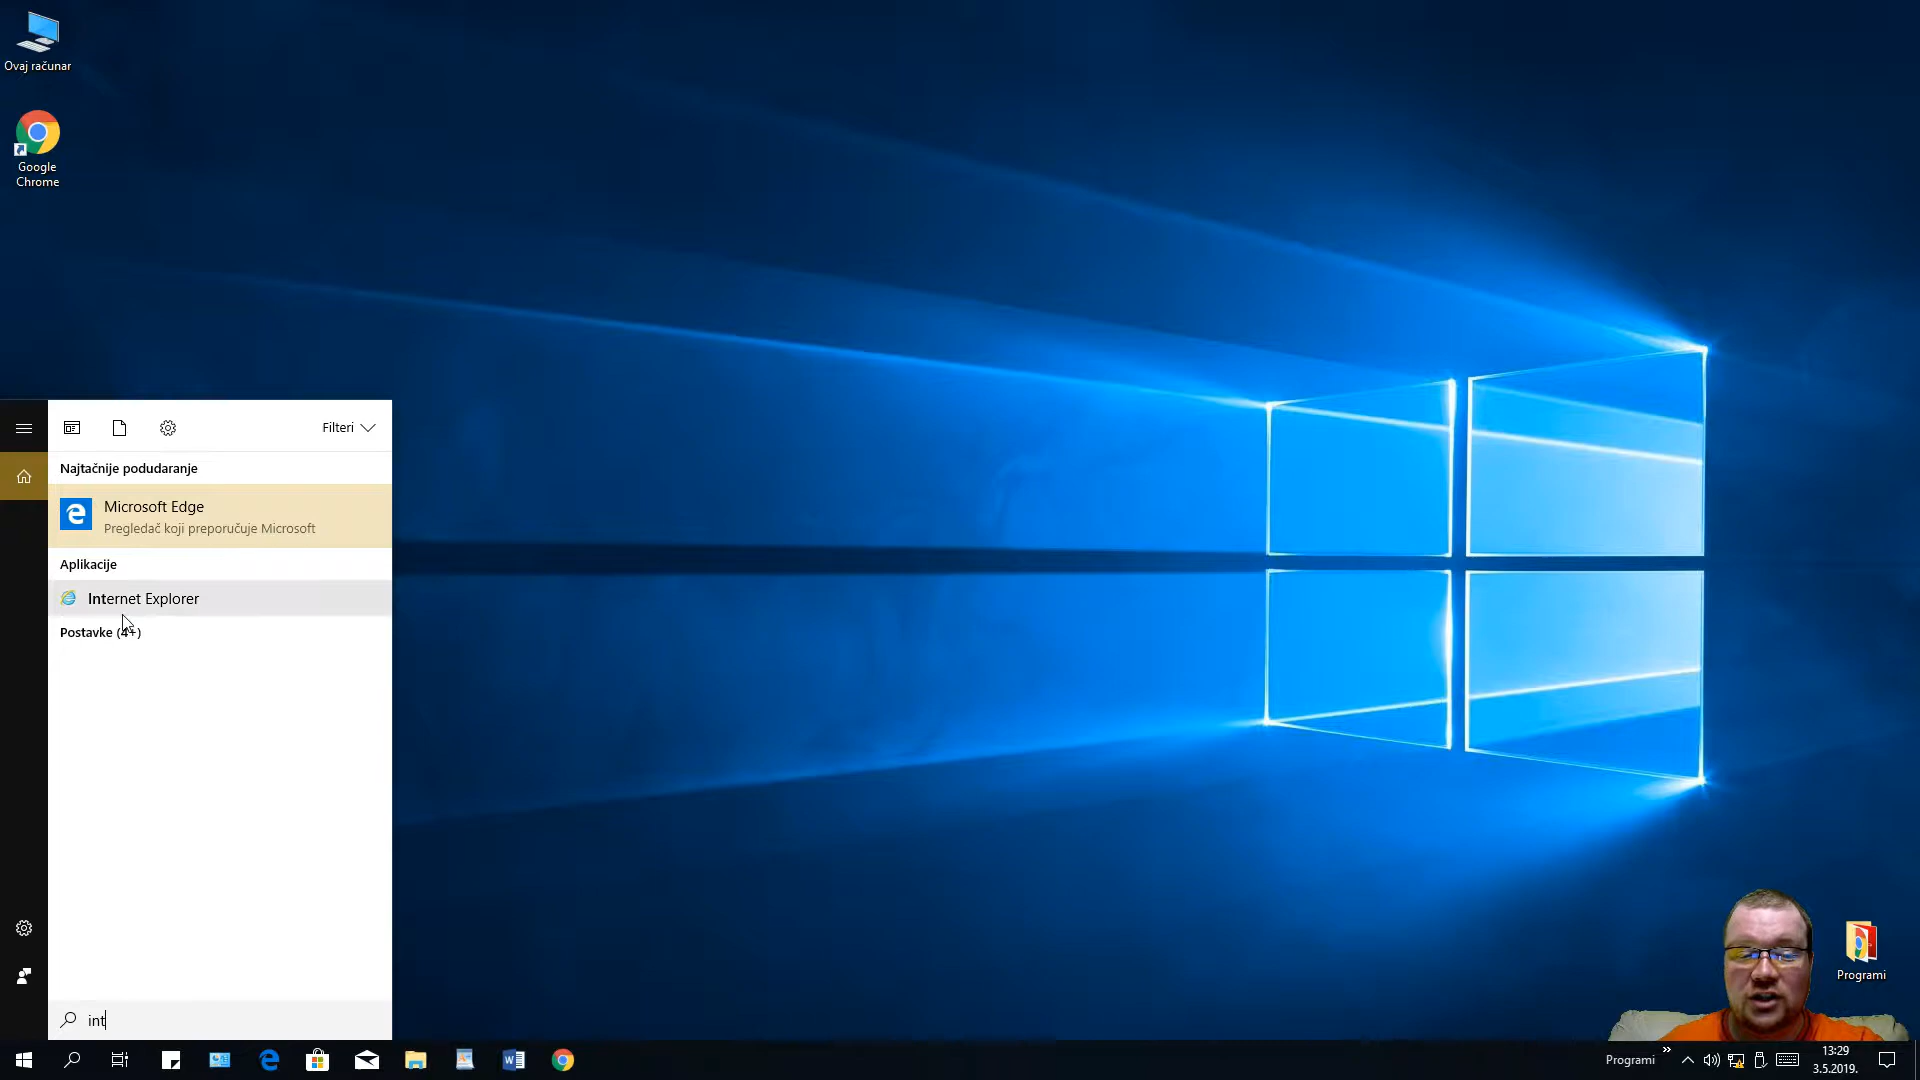 Ovaj računar
Google
Chrome
Filteri
Najtačnije podudaranje
Microsoft Edge
Pregledač koji preporučuje Microsoft
Aplikacije
Internet Explorer
Postavke (4+)
int
Programi
Programi
13:29
3.5.2019.